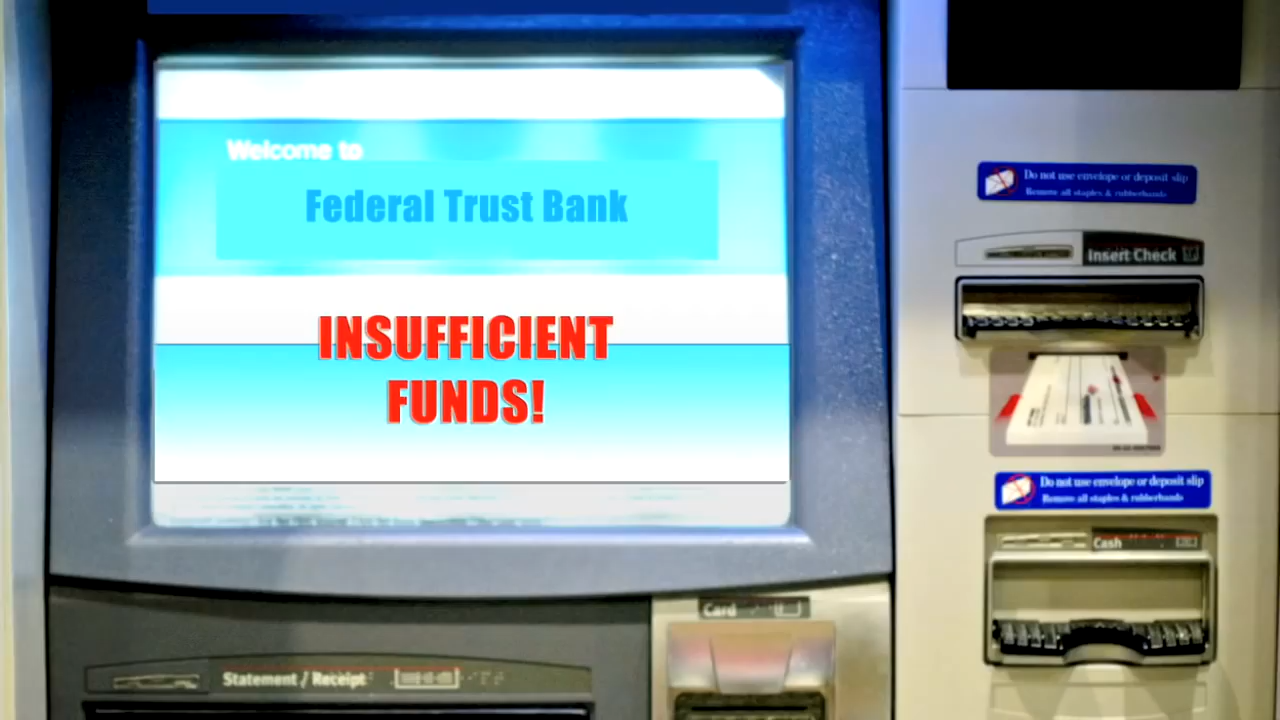 Welcome to
Federal Trust Bank
INSUFFICIENT
FUNDS!
Do not use envelope or deposit slip
Remove all staples & rubberbands
Insert Check
Do not use envelope or deposit slip
Remove all staples & rubberbands
Cash
Card
Statement / Receipt